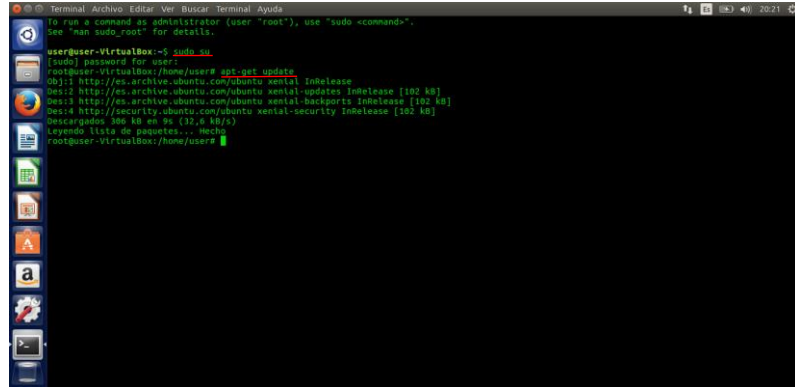 Terminal Archivo Editar Ver Buscar Terminal Ayuda Es 20:21
To run a command as administrator (user "root"), use "sudo <command>".
See "man sudo_root" for details.
user@user-VirtualBox:~$ sudo su
[sudo] password for user:
root@user-VirtualBox:/home/user# apt-get update
Obj:1 http://es.archive.ubuntu.com/ubuntu xenial InRelease
Des:2 http://es.archive.ubuntu.com/ubuntu xenial-updates InRelease [102 kB]
Des:3 http://es.archive.ubuntu.com/ubuntu xenial-backports InRelease [102 kB]
Des:4 http://security.ubuntu.com/ubuntu xenial-security InRelease [102 kB]
Descargados 306 kB en 9s (32,6 kB/s)
Leyendo lista de paquetes... Hecho
root@user-VirtualBox:/home/user#